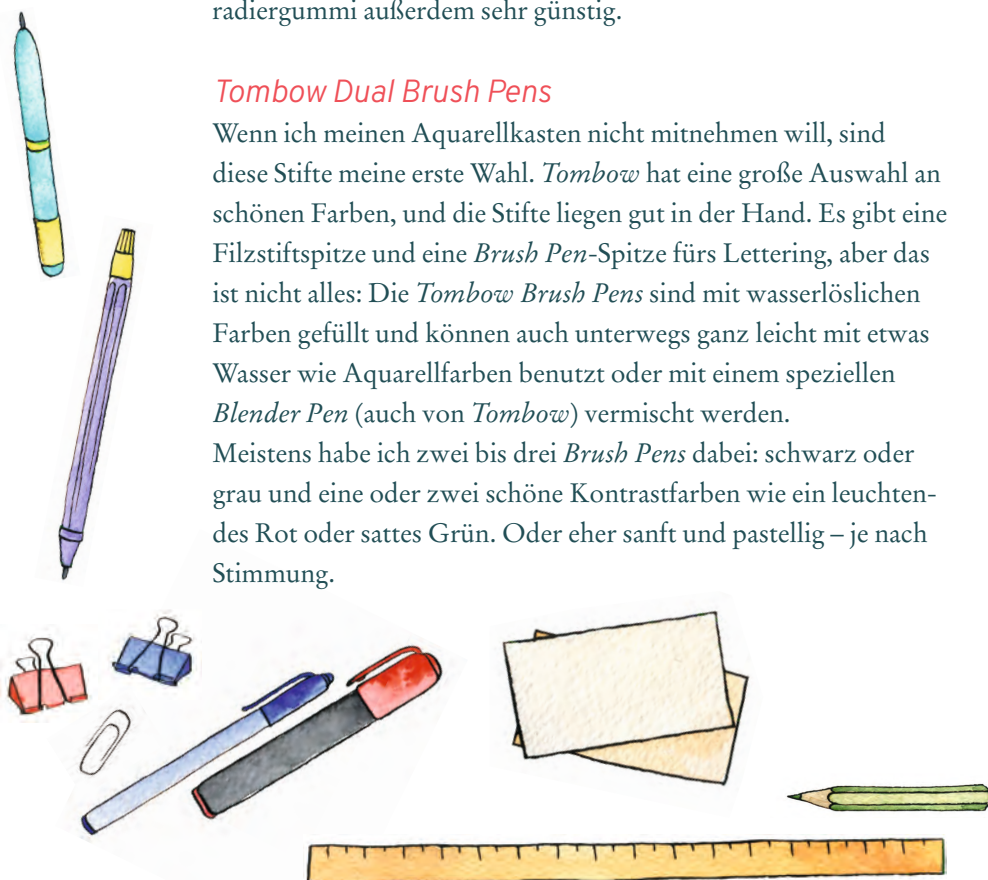 radiergummi außerdem sehr günstig.
Tombow Dual Brush Pens
Wenn ich meinen Aquarellkasten nicht mitnehmen will, sind
diese Stifte meine erste Wahl. Tombow hat eine große Auswahl an
schönen Farben, und die Stifte liegen gut in der Hand. Es gibt eine
Filzstiftspitze und eine Brush Pen-Spitze fürs Lettering, aber das
ist nicht alles: Die Tombow Brush Pens sind mit wasserlöslichen
Farben gefüllt und können auch unterwegs ganz leicht mit etwas
Wasser wie Aquarellfarben benutzt oder mit einem speziellen
Blender Pen (auch von Tombow) vermischt werden.
Meistens habe ich zwei bis drei Brush Pens dabei: schwarz oder
grau und eine oder zwei schöne Kontrastfarben wie ein leuchten-
des Rot oder sattes Grün. Oder eher sanft und pastellig – je nach
Stimmung.